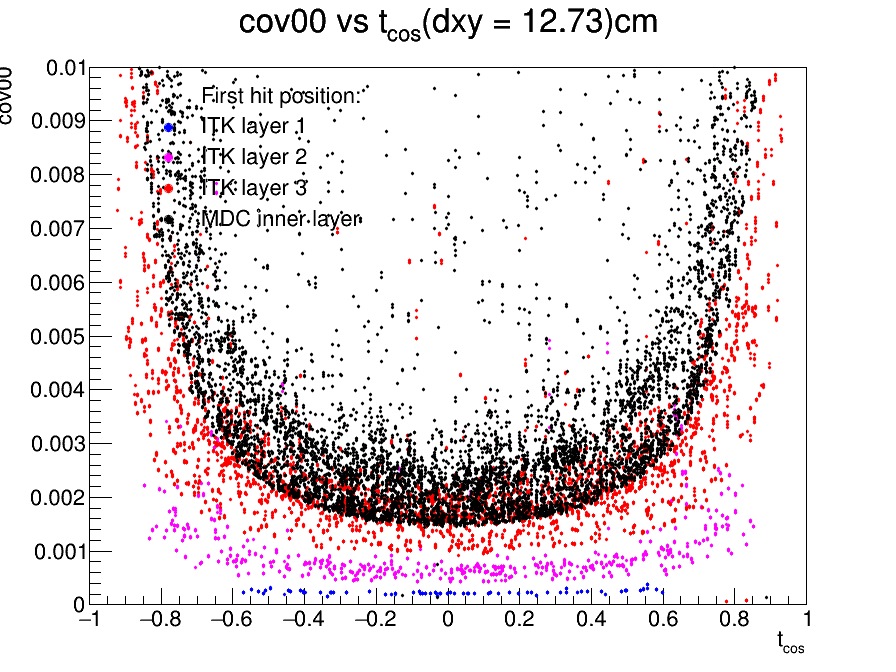 cov00 vs t_cos(dxy = 12.73)cm
cov00
0.01
0.009
0.008
0.007
0.006
0.005
0.004
0.003
0.002
0.001
0
First hit position:
ITK layer 1
ITK layer 2
ITK layer 3
MDC inner layer
−1 −0.8 −0.6 −0.4 −0.2 0 0.2 0.4 0.6 0.8 1
t_cos